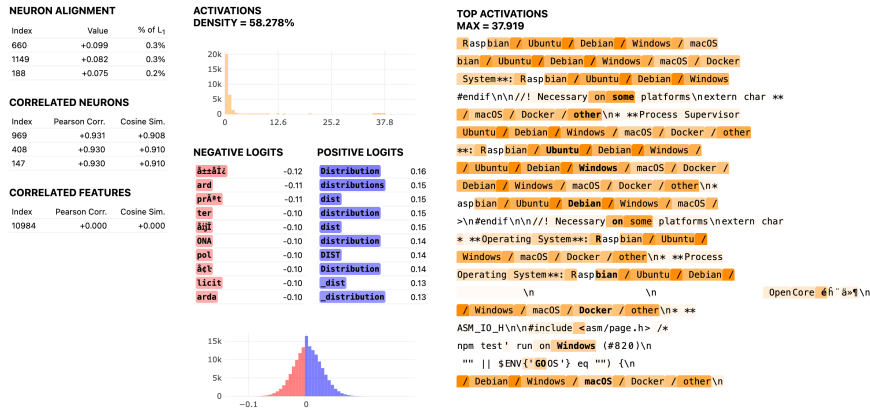 NEURON ALIGNMENT
Index Value % of L1
660 +0.099 0.3%
1149 +0.082 0.3%
188 +0.075 0.2%
CORRELATED NEURONS
Index Pearson Corr. Cosine Sim.
969 +0.931 +0.908
408 +0.930 +0.910
147 +0.930 +0.910
CORRELATED FEATURES
Index Pearson Corr. Cosine Sim.
10984 +0.000 +0.000
ACTIVATIONS
DENSITY = 58.278%
20k
15k
10k
5k
0
0 12.6 25.2 37.8
NEGATIVE LOGITS
-0.12
ard -0.11
prÃªt -0.11
ter -0.10
-0.10
ONA -0.10
pol -0.10
-0.10
licit -0.10
arda -0.10
POSITIVE LOGITS
Distribution 0.16
distributions 0.15
dist 0.15
distribution 0.15
dist 0.15
distribution 0.14
DIST 0.14
distribution 0.14
_dist 0.13
_distribution 0.13
15k
10k
5k
0
−0.1 0
TOP ACTIVATIONS
MAX = 37.919
Raspbian / Ubuntu / Debian / Windows / macOS
bian / Ubuntu / Debian / Windows / macOS / Docker
System**: Raspbian / Ubuntu / Debian / Windows
#endif\n\n//! Necessary on some platforms\nextern char **
/ macOS / Docker / other\n* **Process Supervisor
Ubuntu / Debian / Windows / macOS / Docker / other
**: Raspbian / Ubuntu / Debian / Windows
/ Ubuntu / Debian / Windows / macOS / Docker /
Debian / Windows / macOS / Docker / other\n*
aspbian / Ubuntu / Debian / Windows / macOS /
>\n#endif\n\n//! Necessary on some platforms\nextern char
* **Operating System**: Raspbian / Ubuntu /
Windows / macOS / Docker / other\n* **Process
Operating System**: Raspbian / Ubuntu / Debian /
\n \n OpenCore
/ Windows / macOS / Docker / other\n* **
ASM_IO_H\n\n#include <asm/page.h> /*
npm test' run on Windows (#820)\n
"" || $ENV{'GOOS'} eq "") {\n
/ Debian / Windows / macOS / Docker / other\n